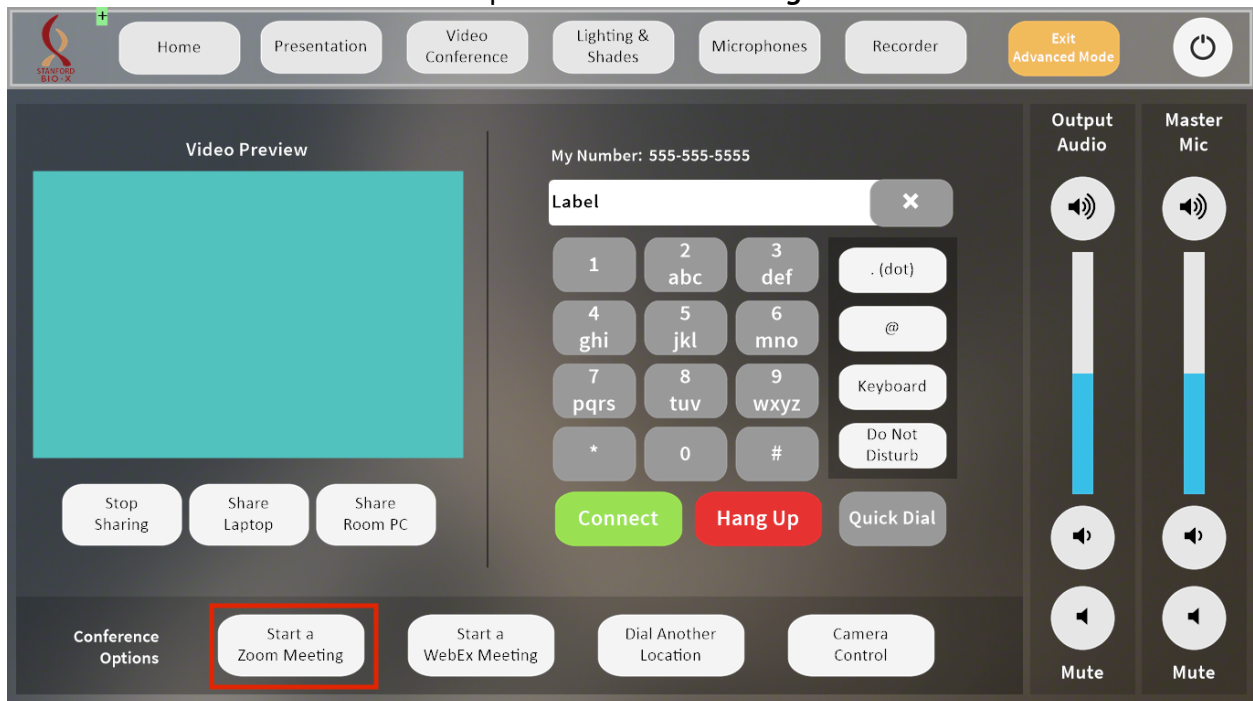 +
STANFORD
BIO-X
Home
Presentation
Video
Conference
Lighting &
Shades
Microphones
Recorder
Exit
Advanced Mode
Video Preview
My Number: 555-555-5555
Output
Audio
Master
Mic
Label
1
2
abc
3
def
. (dot)
4
ghi
5
jkl
6
mno
@
7
pqrs
8
tuv
9
wxyz
Keyboard
*
0
#
Do Not
Disturb
Stop
Sharing
Share
Laptop
Share
Room PC
Connect
Hang Up
Quick Dial
Conference
Options
Start a
Zoom Meeting
Start a
WebEx Meeting
Dial Another
Location
Camera
Control
Mute
Mute